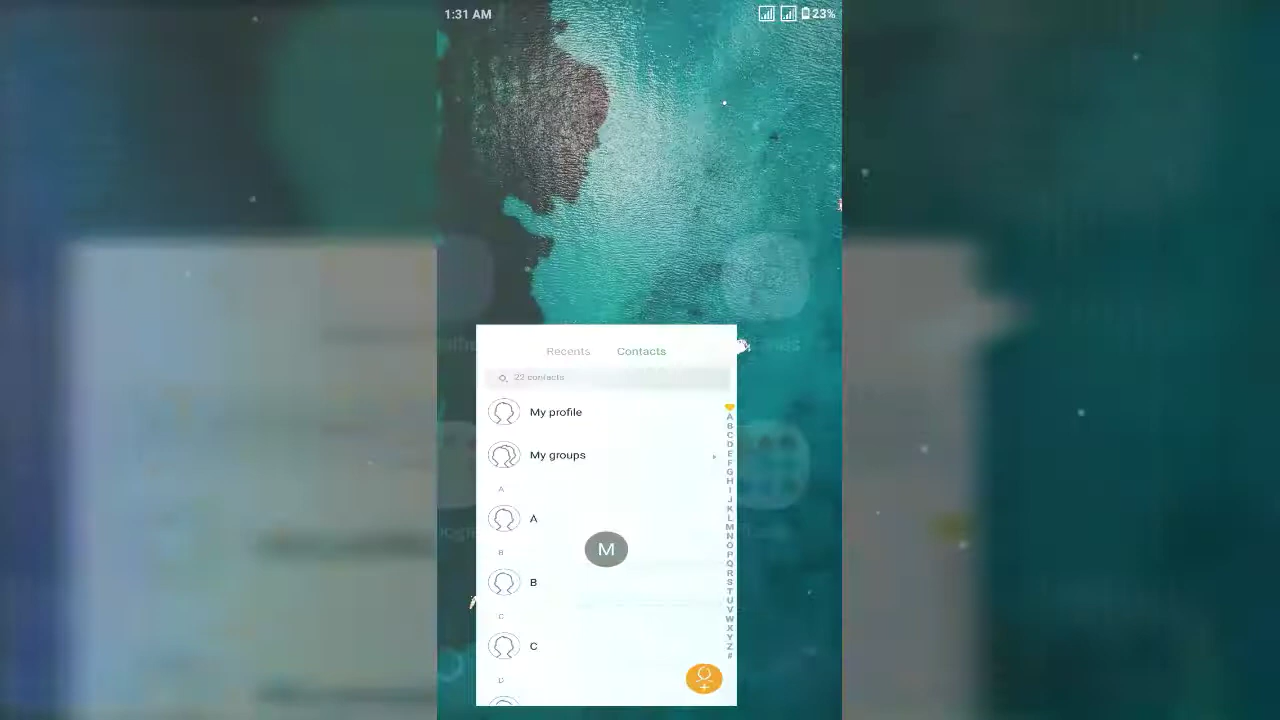 1:31 AM
23%
Recents
Contacts
22 contacts
My profile
My groups
A
A
B
B
C
C
D
M
A
B
C
D
E
F
G
H
I
J
K
L
M
N
O
P
Q
R
S
T
U
V
W
X
Y
Z
#